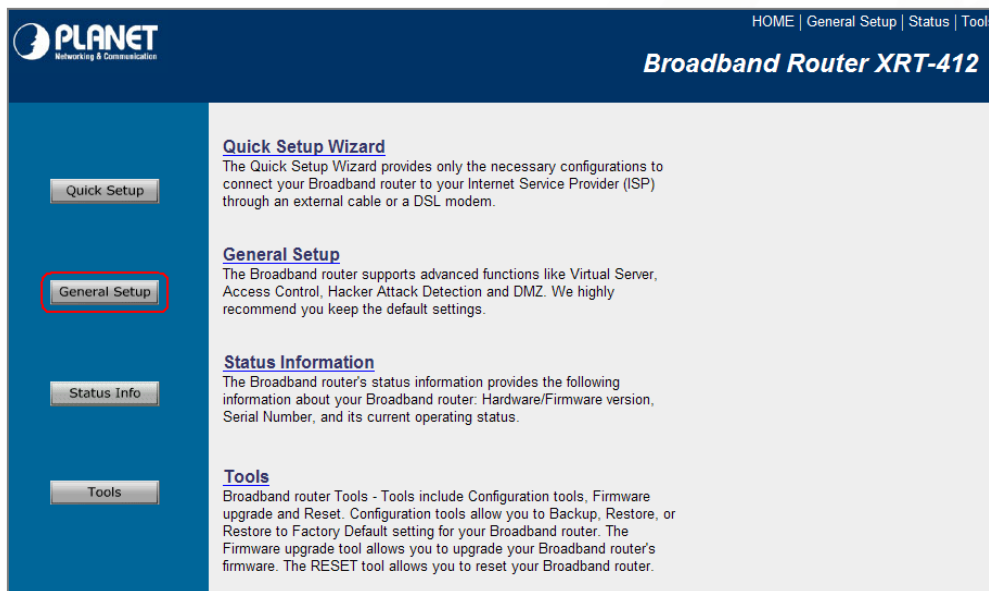 PLANET
Networking & Communication
HOME | General Setup | Status | Tools
Broadband Router XRT-412
Quick Setup
Quick Setup Wizard
The Quick Setup Wizard provides only the necessary configurations to
connect your Broadband router to your Internet Service Provider (ISP)
through an external cable or a DSL modem.
General Setup
General Setup
The Broadband router supports advanced functions like Virtual Server,
Access Control, Hacker Attack Detection and DMZ. We highly
recommend you keep the default settings.
Status Info
Status Information
The Broadband router's status information provides the following
information about your Broadband router: Hardware/Firmware version,
Serial Number, and its current operating status.
Tools
Tools
Broadband router Tools - Tools include Configuration tools, Firmware
upgrade and Reset. Configuration tools allow you to Backup, Restore, or
Restore to Factory Default setting for your Broadband router. The
Firmware upgrade tool allows you to upgrade your Broadband router's
firmware. The RESET tool allows you to reset your Broadband router.